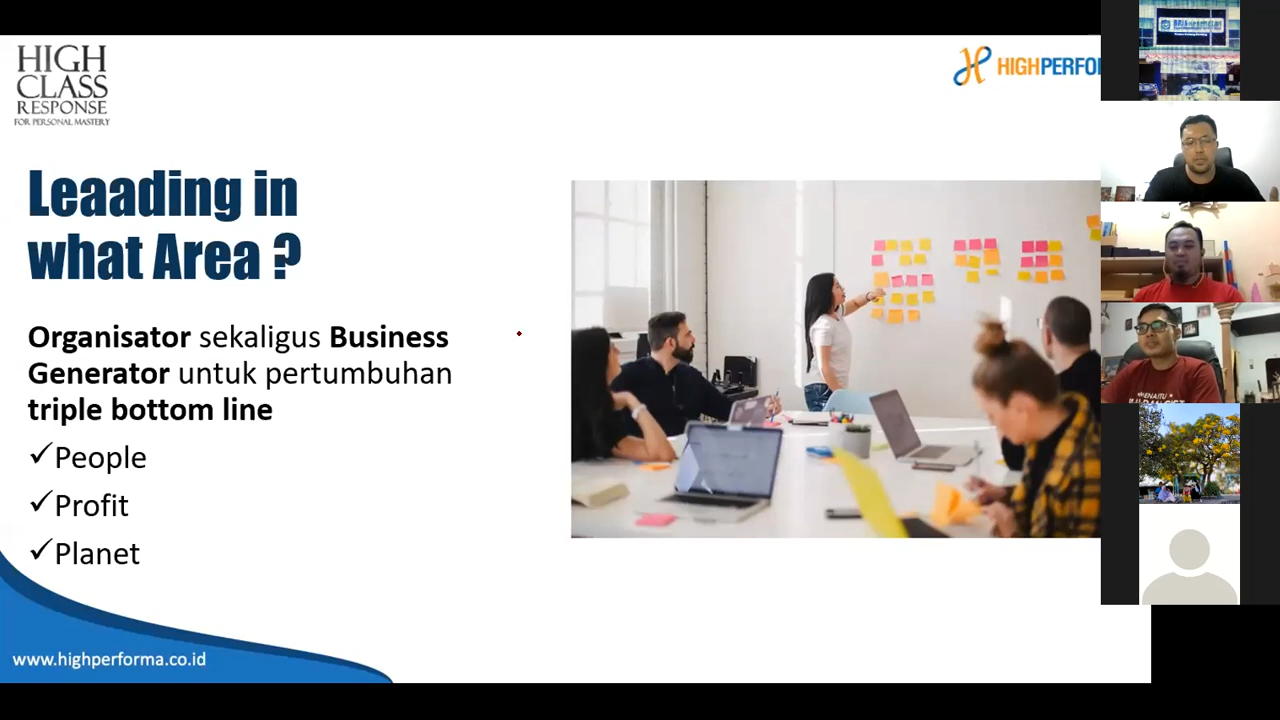 HIGH
CLASS
RESPONSE
FOR PERSONAL MASTERY
HIGHPERFO
Leaading in
what Area ?
Organisator sekaligus Business
Generator untuk pertumbuhan
triple bottom line
✓People
✓Profit
✓Planet
www.highperforma.co.id